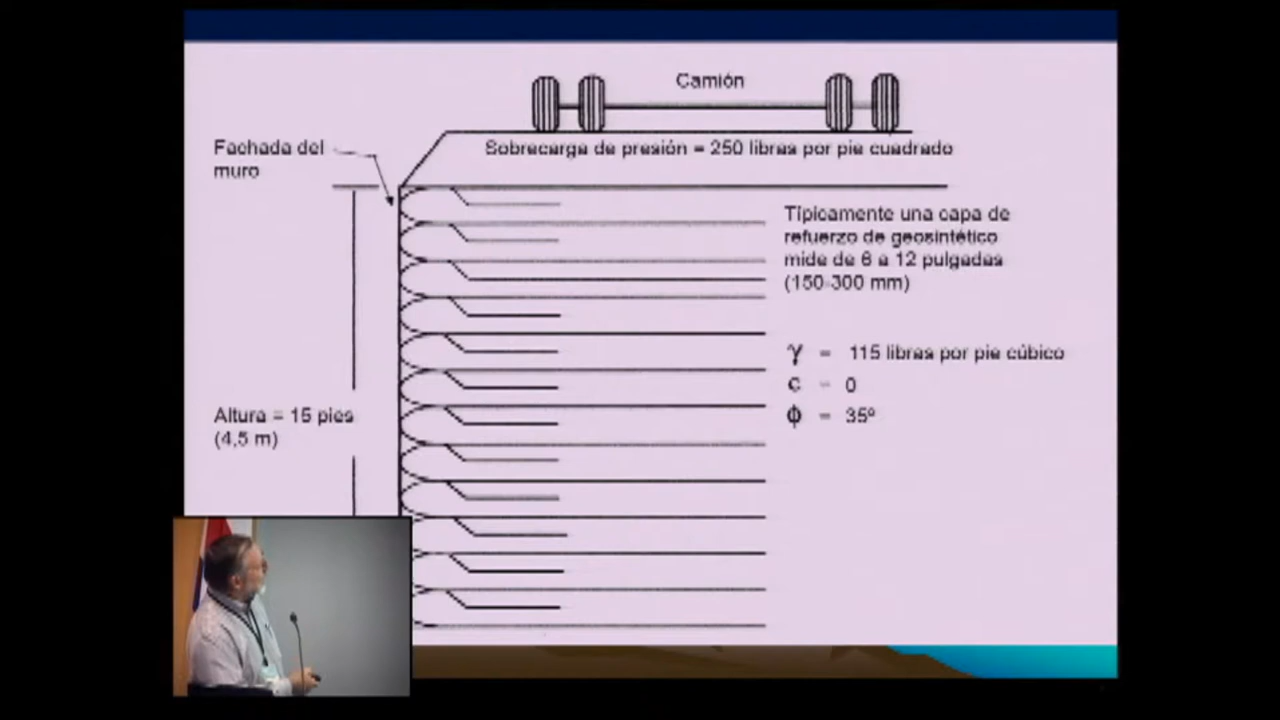 Camión
Fachada del
muro
Sobrecarga de presión = 250 libras por pie cuadrado
Típicamente una capa de
refuerzo de geosintético
mide de 6 a 12 pulgadas
(150-300 mm)
γ = 115 libras por pie cúbico
c = 0
Altura = 15 pies
(4,5 m)
ϕ = 35º